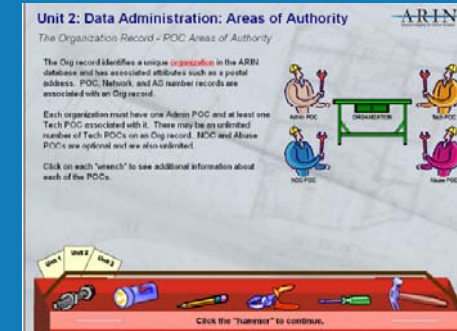 Unit 2: Data Administration: Areas of Authority
ARIN
The Organization Record - POC Areas of Authority
The Org record identifies a unique organization in the ARIN
database and has associated attributes such as a postal
address. POC, Network, and AS number records are
associated with an Org record.
Each organization must have one Admin POC and at least one
Tech POC associated with it. There may be an unlimited
number of Tech POCs on an Org record. NOC and Abuse
POCs are optional and are also unlimited.
Click on each "wrench" to see additional information about
each of the POCs.
Admin POC
ORGANIZATION
Tech POC
NOC POC
Abuse POC
Unit 1
Unit 2
Unit 3
Click the "hammer" to continue.